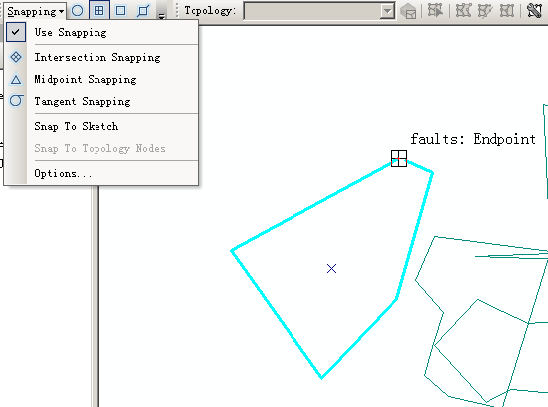 Snapping
Topology:
Use Snapping
Intersection Snapping
Midpoint Snapping
Tangent Snapping
Snap To Sketch
Snap To Topology Nodes
Options...
faults: Endpoint